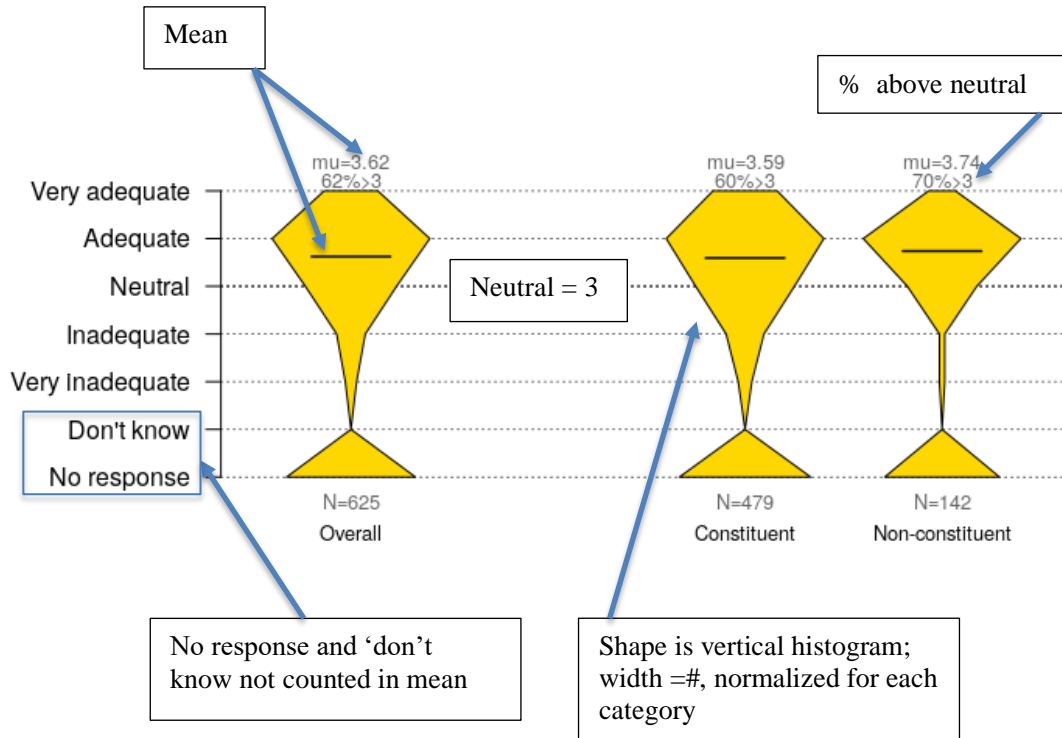 Mean
% above neutral
mu=3.62
62%>3
mu=3.59
60%>3
mu=3.74
70%>3
Very adequate
Adequate
Neutral
Inadequate
Very inadequate
Don't know
No response
Neutral = 3
N=625
N=479
N=142
Overall
Constituent
Non-constituent
No response and ‘don’t
know not counted in mean
Shape is vertical histogram;
width =#, normalized for each
category